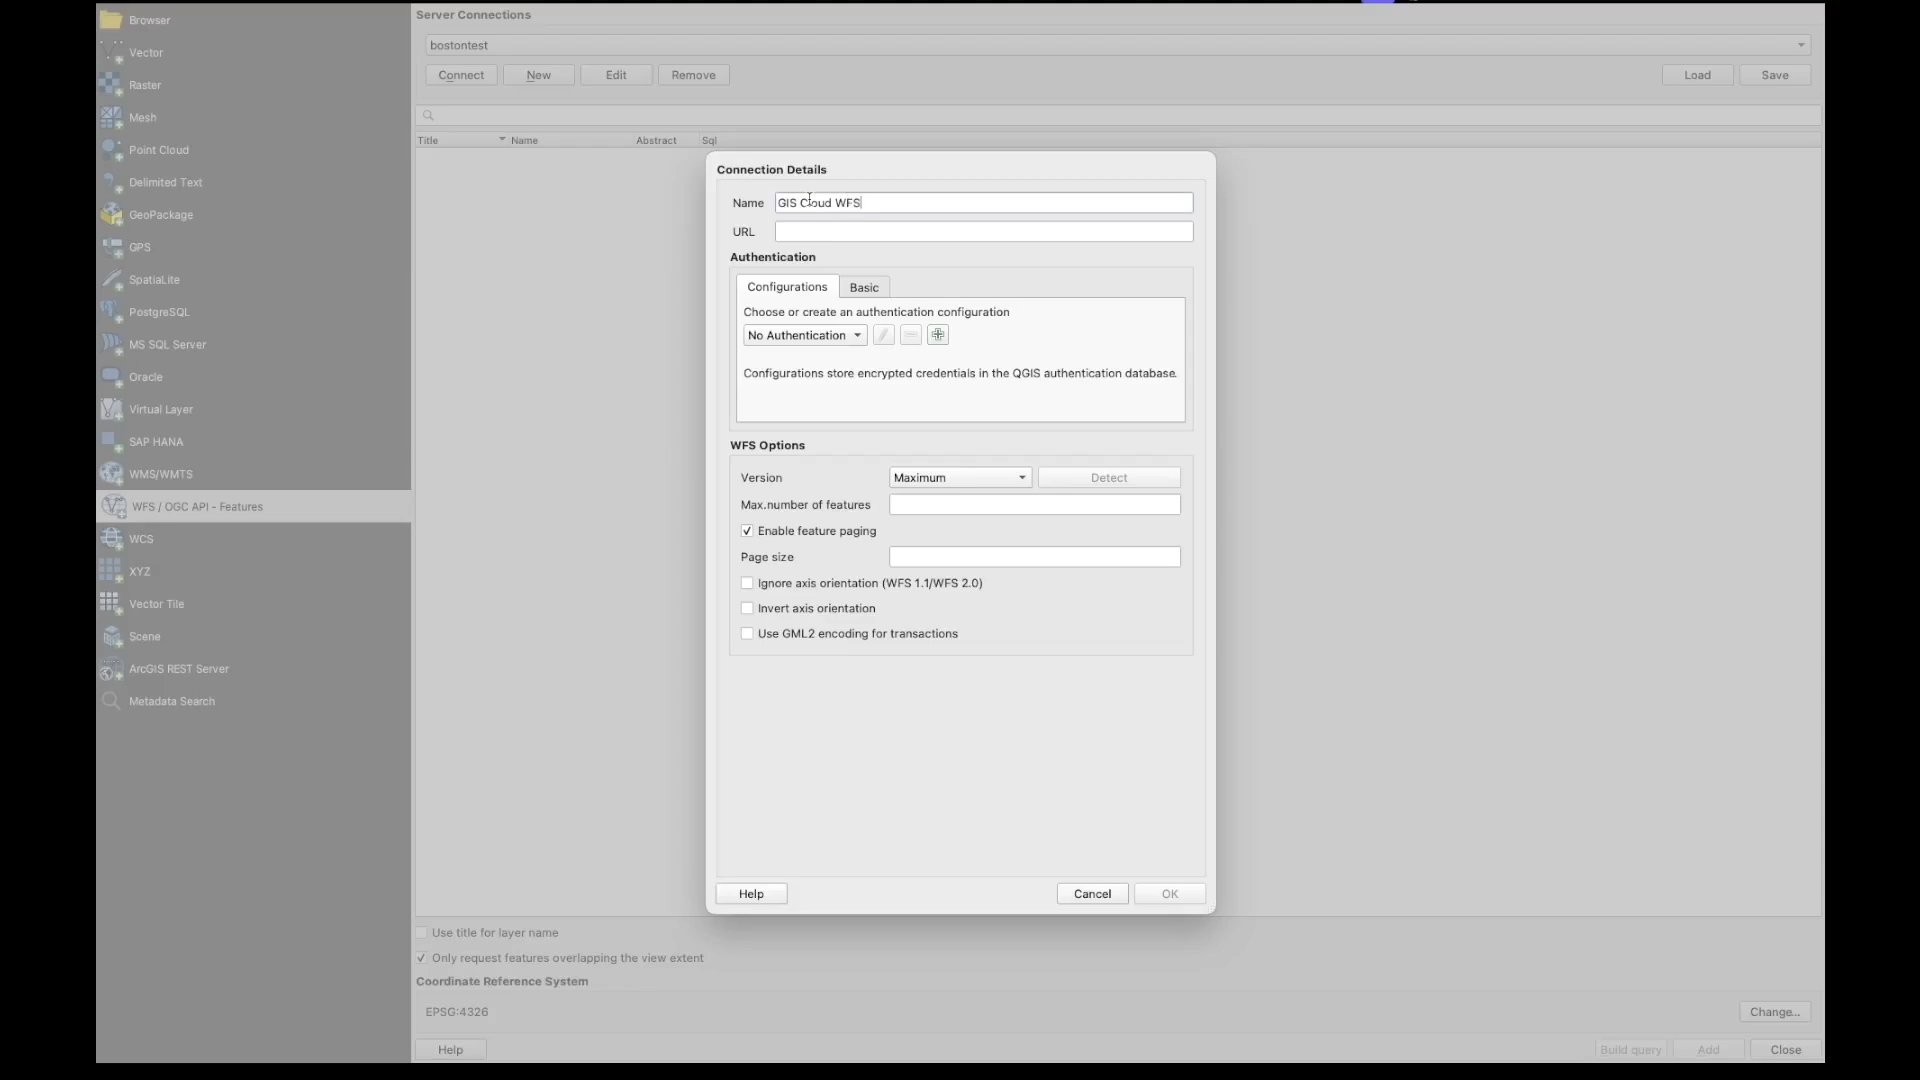 Browser
Vector
Raster
Mesh
Point Cloud
Delimited Text
GeoPackage
GPS
SpatiaLite
PostgreSQL
MS SQL Server
Oracle
Virtual Layer
SAP HANA
WMS/WMTS
WFS / OGC API - Features
WCS
XYZ
Vector Tile
Scene
ArcGIS REST Server
Metadata Search
Server Connections
bostontest
Connect New Edit Remove Load Save
Title Name Abstract Sql
Connection Details
Name GIS Cloud WFS
URL
Authentication
Configurations Basic
Choose or create an authentication configuration
No Authentication
Configurations store encrypted credentials in the QGIS authentication database.
WFS Options
Version Maximum Detect
Max.number of features
Enable feature paging
Page size
Ignore axis orientation (WFS 1.1/WFS 2.0)
Invert axis orientation
Use GML2 encoding for transactions
Help Cancel OK
Use title for layer name
Only request features overlapping the view extent
Coordinate Reference System
EPSG:4326 Change...
Help Build query Add Close